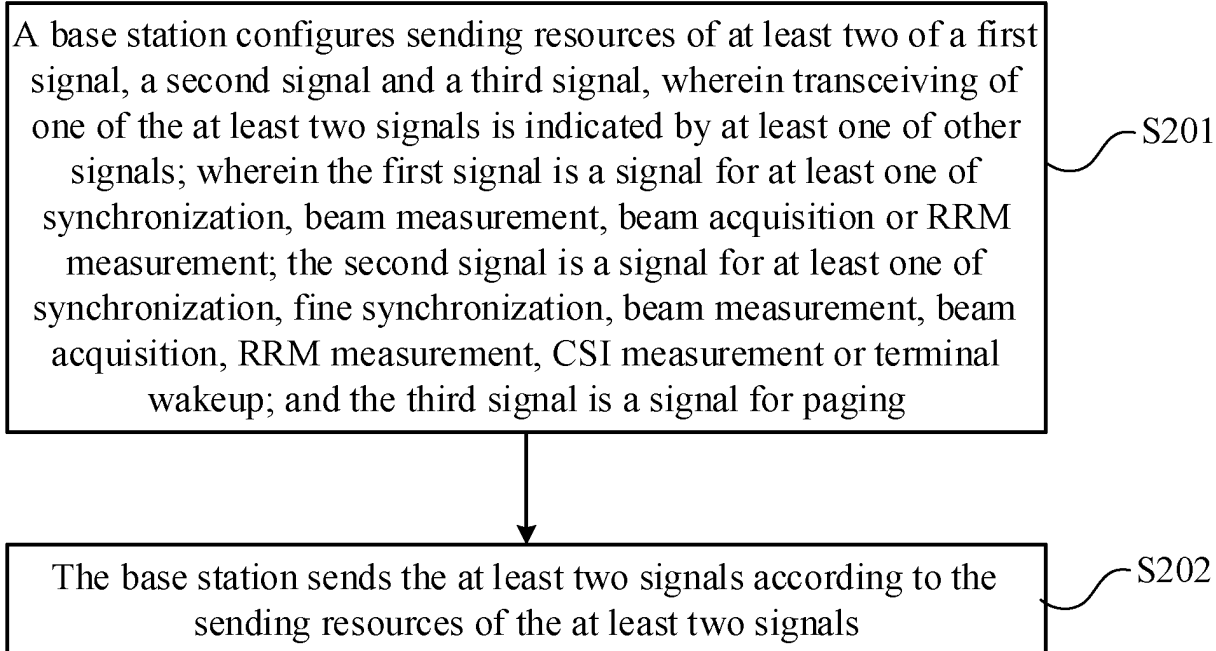 A base station configures sending resources of at least two of a first
signal, a second signal and a third signal, wherein transceiving of
one of the at least two signals is indicated by at least one of other
signals; wherein the first signal is a signal for at least one of
synchronization, beam measurement, beam acquisition or RRM
measurement; the second signal is a signal for at least one of
synchronization, fine synchronization, beam measurement, beam
acquisition, RRM measurement, CSI measurement or terminal
wakeup; and the third signal is a signal for paging
S201
The base station sends the at least two signals according to the
sending resources of the at least two signals
S202